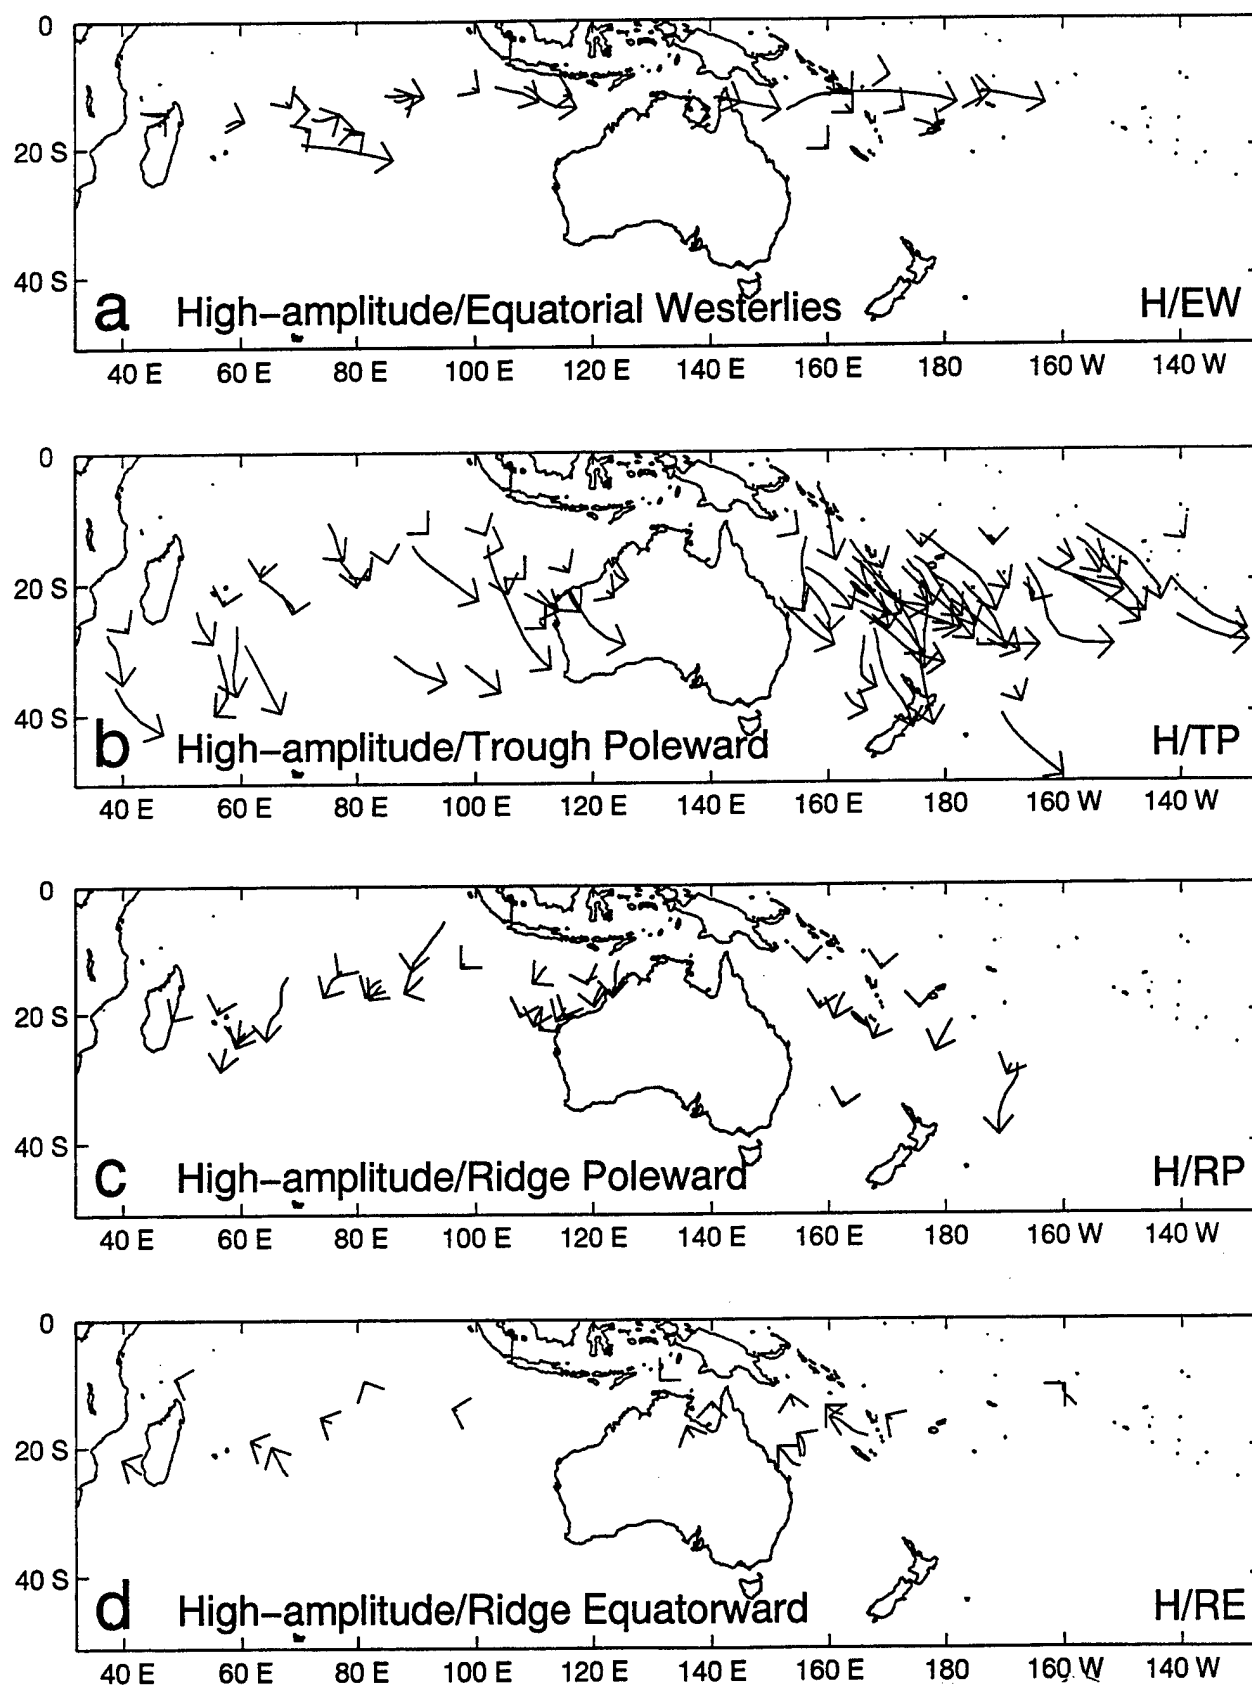 0
20 S
40 S
a High–amplitude/Equatorial Westerlies H/EW
40 E 60 E 80 E 100 E 120 E 140 E 160 E 180 160 W 140 W
0
20 S
40 S
b High–amplitude/Trough Poleward H/TP
40 E 60 E 80 E 100 E 120 E 140 E 160 E 180 160 W 140 W
0
20 S
40 S
c High–amplitude/Ridge Poleward H/RP
40 E 60 E 80 E 100 E 120 E 140 E 160 E 180 160 W 140 W
0
20 S
40 S
d High–amplitude/Ridge Equatorward H/RE
40 E 60 E 80 E 100 E 120 E 140 E 160 E 180 160 W 140 W